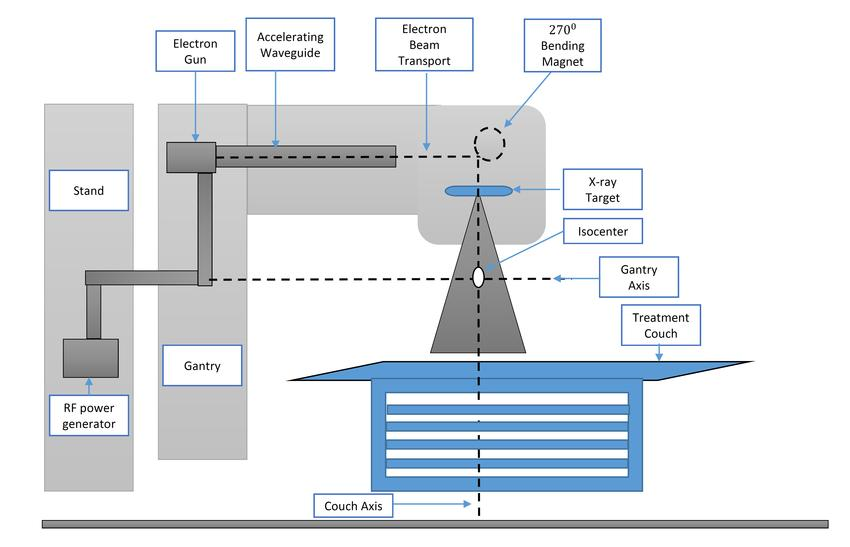 Electron
Gun
Accelerating
Waveguide
Electron
Beam
Transport
270⁰
Bending
Magnet
Stand
X-ray
Target
Isocenter
Gantry
Axis
Treatment
Couch
Gantry
RF power
generator
Couch Axis